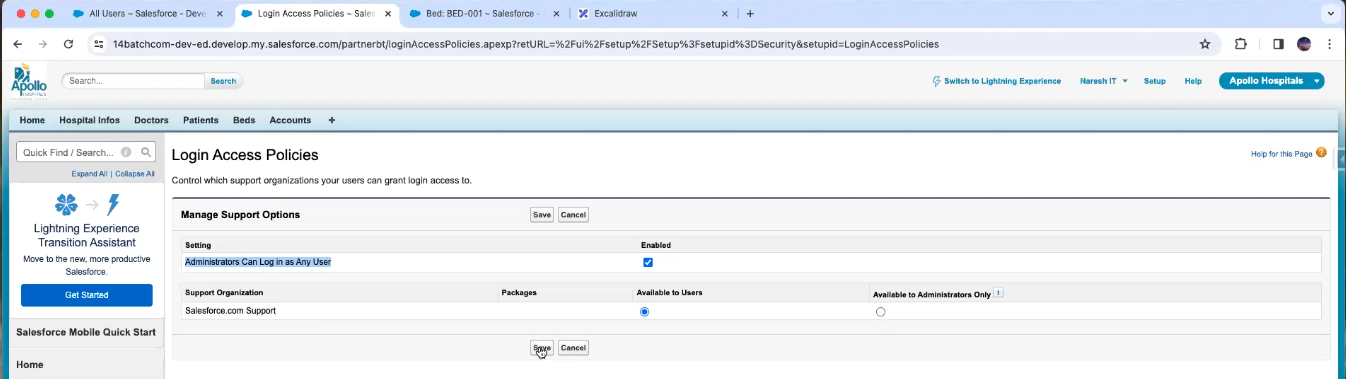 All Users ~ Salesforce - Deve
Login Access Policies ~ Sales
Bed: BED-001 ~ Salesforce -
Excalidraw
14batchcom-dev-ed.develop.my.salesforce.com/partnerbt/loginAccessPolicies.apexp?retURL=%2Fui%2Fsetup%2FSetup%3Fsetupid%3DSecurity&setupid=LoginAccessPolicies
Apollo
HOSPITALS
Search...
Search
Switch to Lightning Experience
Naresh IT
Setup
Help
Apollo Hospitals
Home
Hospital Infos
Doctors
Patients
Beds
Accounts
+
Quick Find / Search...
Expand All | Collapse All
Lightning Experience
Transition Assistant
Move to the new, more productive
Salesforce.
Get Started
Salesforce Mobile Quick Start
Home
Login Access Policies
Help for this Page
Control which support organizations your users can grant login access to.
Manage Support Options
Save
Cancel
Setting
Enabled
Administrators Can Log in as Any User
Support Organization
Packages
Available to Users
Available to Administrators Only
Salesforce.com Support
Save
Cancel